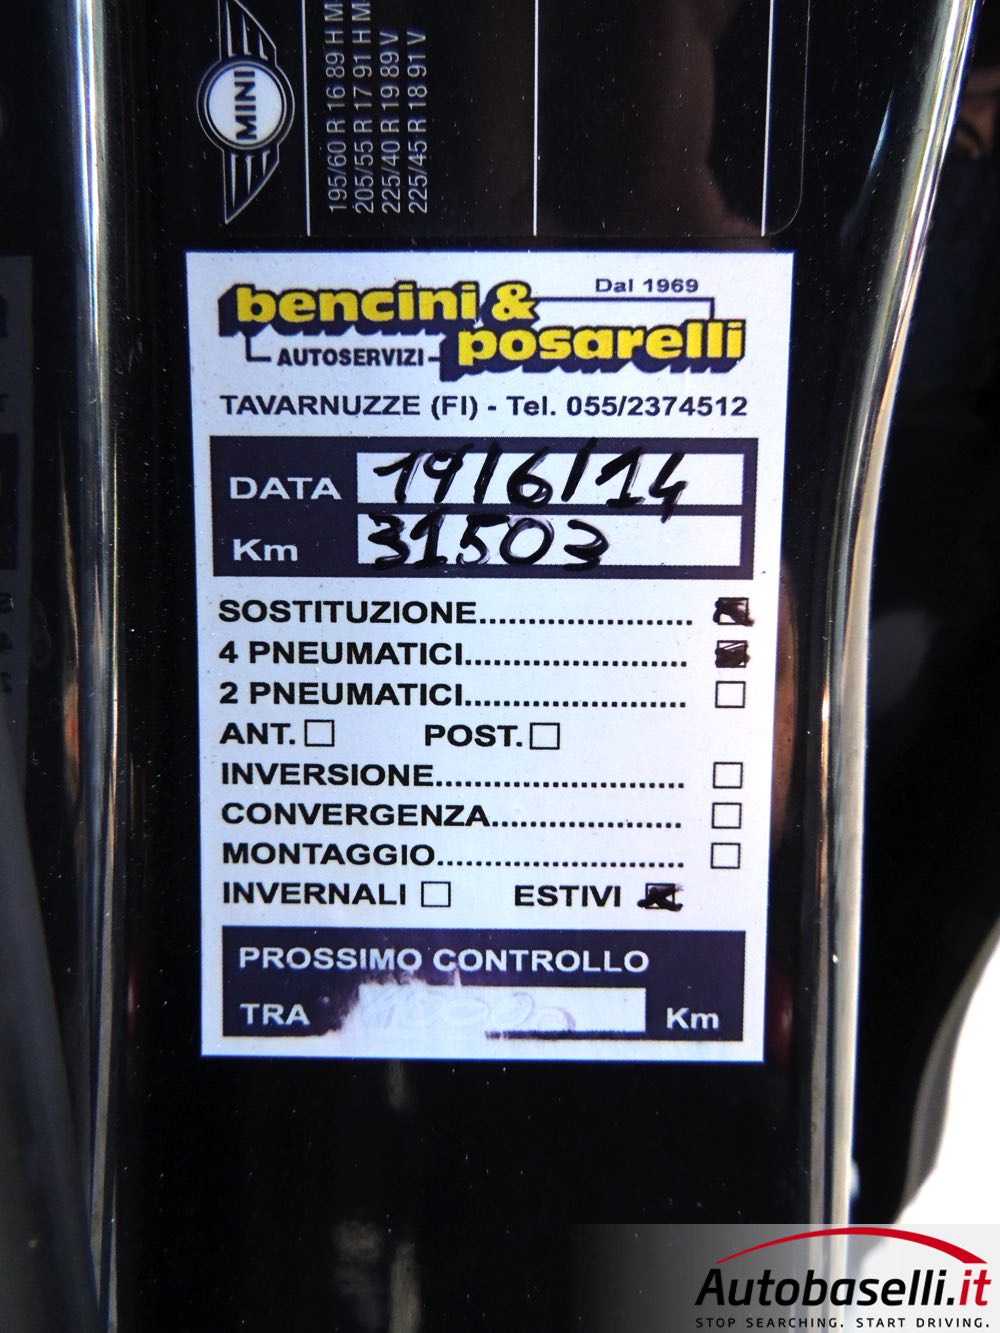 MINI
195/60 R 16 89 H M
205/55 R 17 91 H M
225/40 R 19 89 V
225/45 R 18 91 V
Dal 1969
bencini &
posarelli
AUTOSERVIZI
TAVARNUZZE (FI) - Tel. 055/2374512
DATA 19/6/14
Km 31503
SOSTITUZIONE......................
4 PNEUMATICI.......................
2 PNEUMATICI.......................
ANT. POST.
INVERSIONE..........................
CONVERGENZA....................
MONTAGGIO..........................
INVERNALI ESTIVI
PROSSIMO CONTROLLO
TRA Km
Autobaselli.it
STOP SEARCHING. START DRIVING.